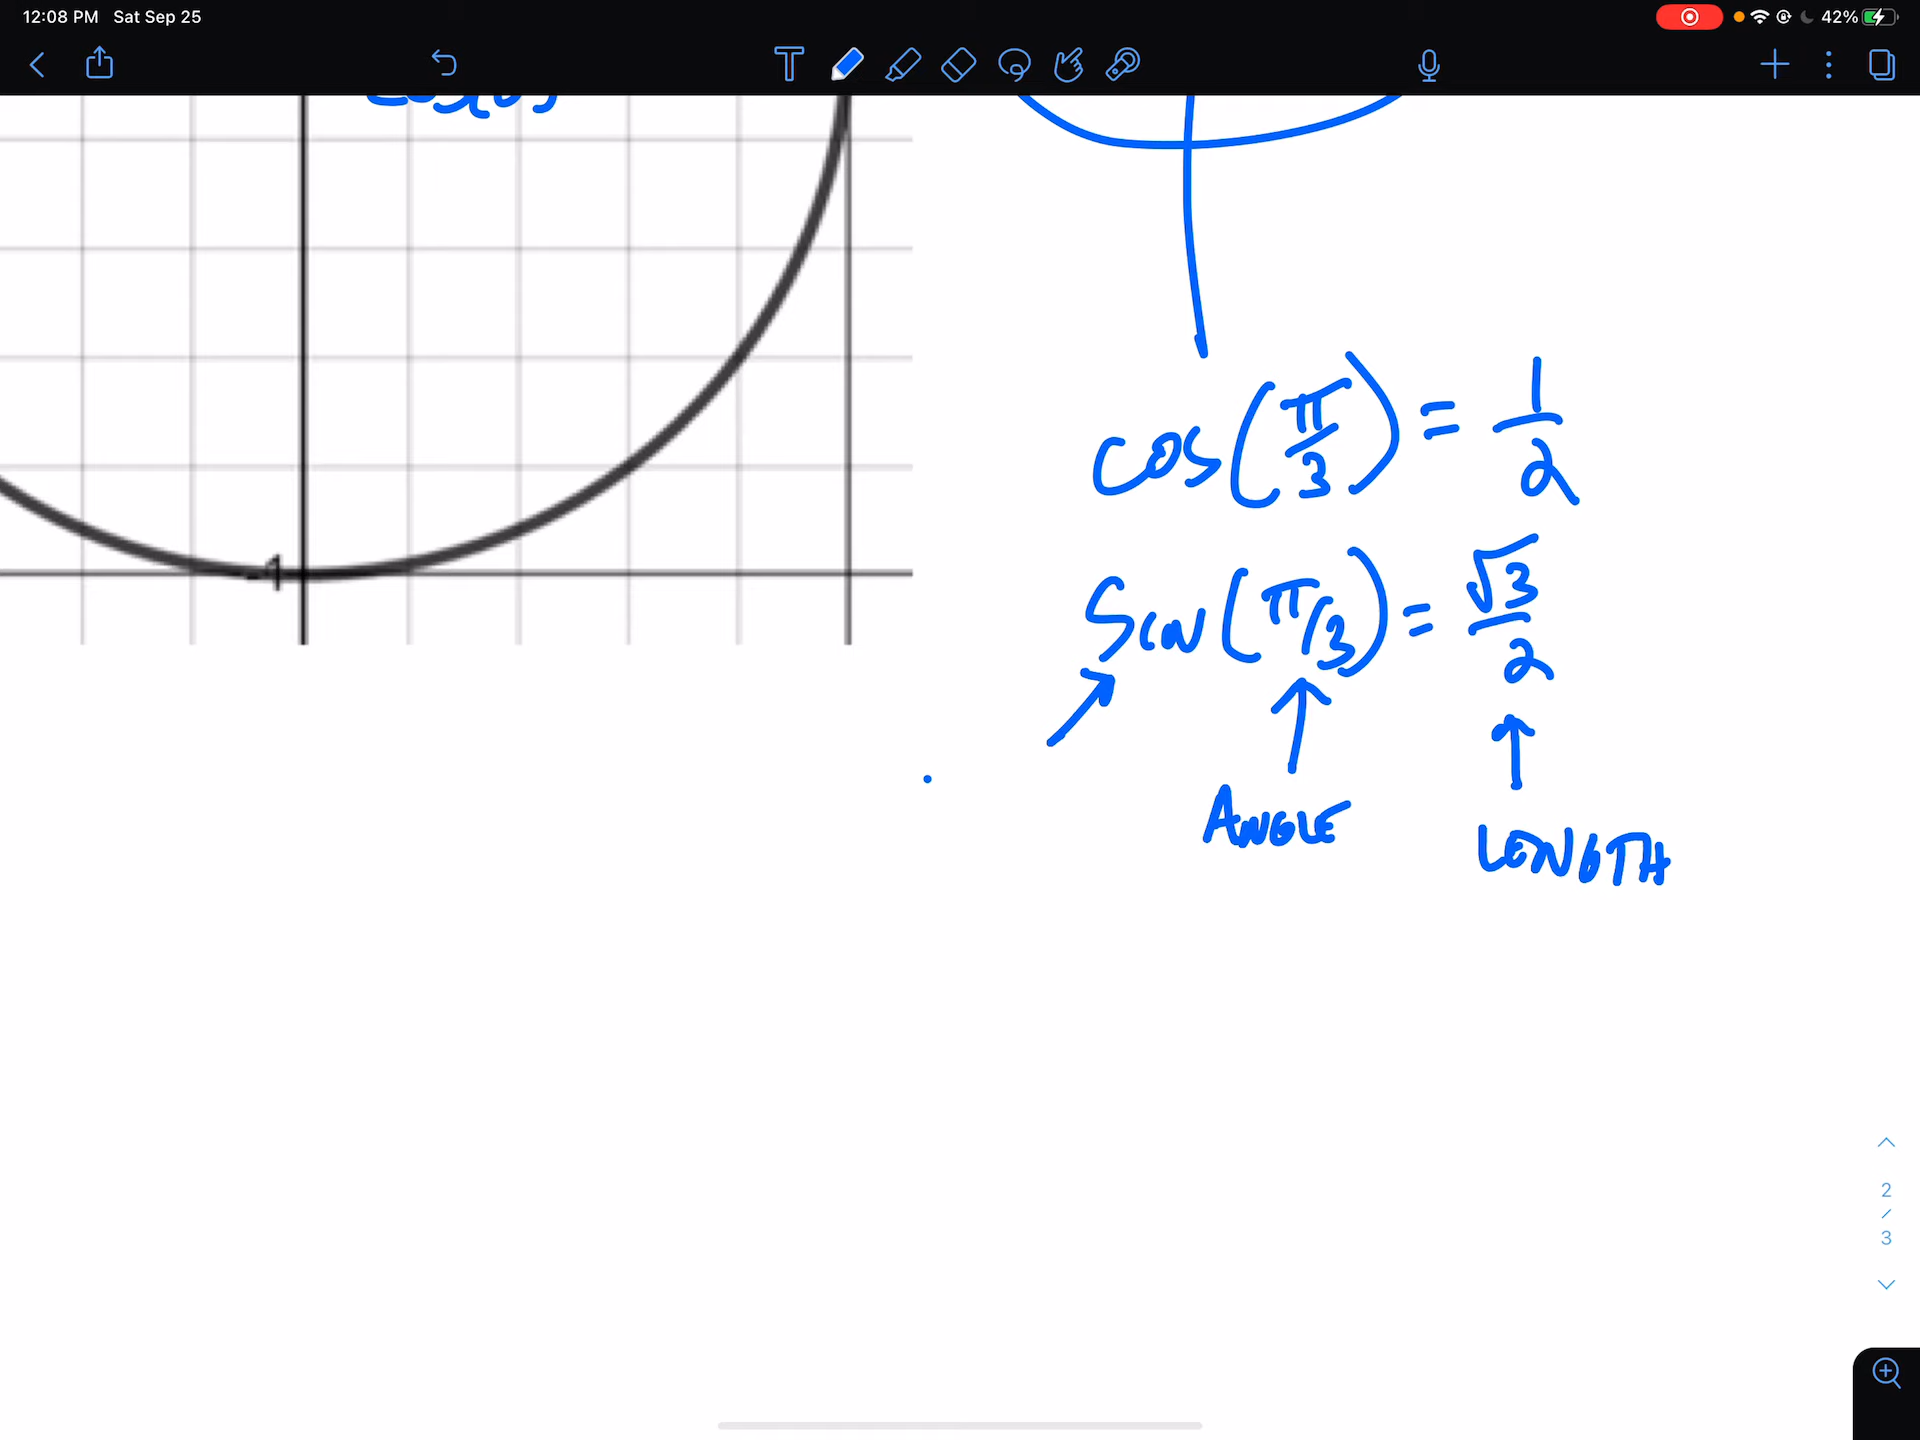 12:08 PM Sat Sep 25
42%
cos(π/3) = 1/2
-1
Sin(π/3) = √3/2
ANGLE
LENGTH
2
/
3